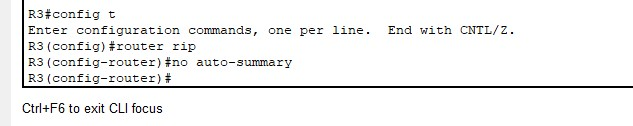 R3#config t
Enter configuration commands, one per line.  End with CNTL/Z.
R3(config)#router rip
R3(config-router)#no auto-summary
R3(config-router)#
Ctrl+F6 to exit CLI focus